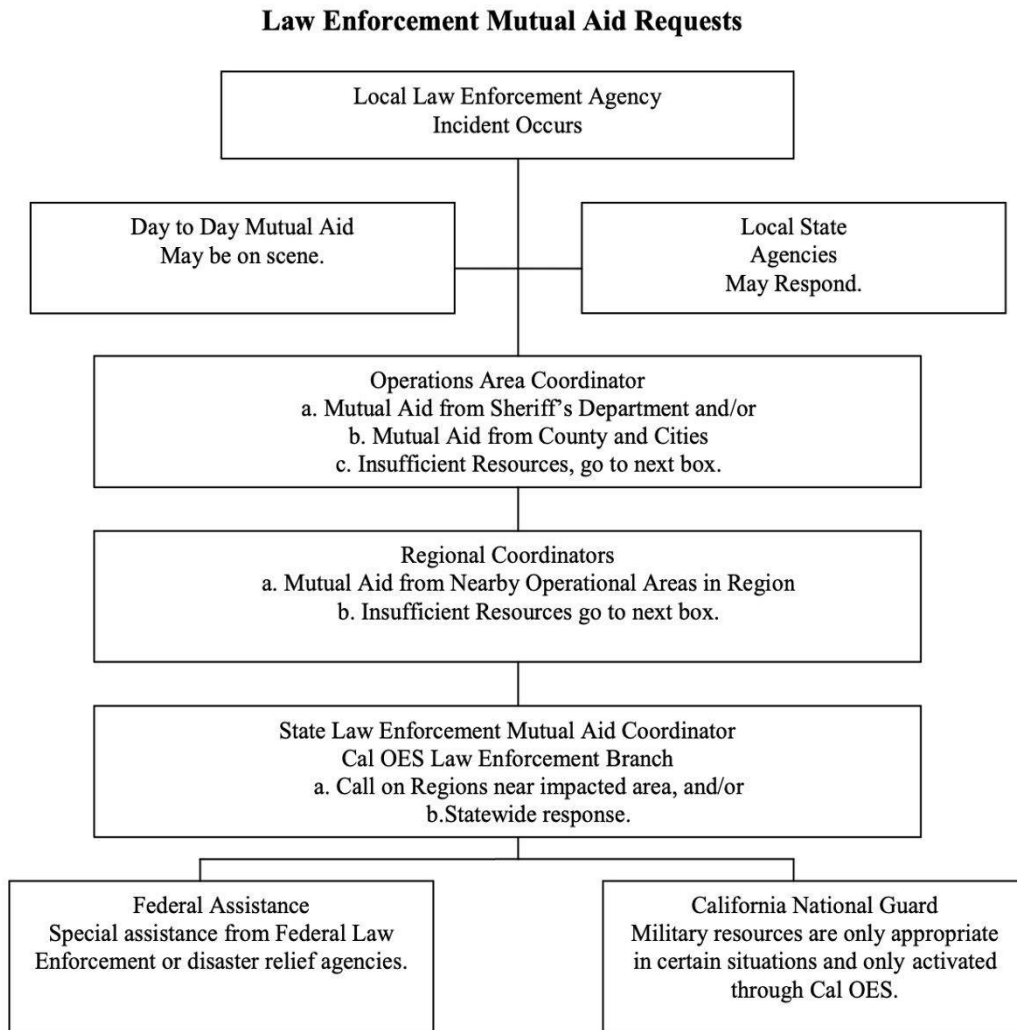 Law Enforcement Mutual Aid Requests
Local Law Enforcement Agency
Incident Occurs
Day to Day Mutual Aid
May be on scene.
Local State
Agencies
May Respond.
Operations Area Coordinator
a. Mutual Aid from Sheriff’s Department and/or
b. Mutual Aid from County and Cities
c. Insufficient Resources, go to next box.
Regional Coordinators
a. Mutual Aid from Nearby Operational Areas in Region
b. Insufficient Resources go to next box.
State Law Enforcement Mutual Aid Coordinator
Cal OES Law Enforcement Branch
a. Call on Regions near impacted area, and/or
b.Statewide response.
Federal Assistance
Special assistance from Federal Law
Enforcement or disaster relief agencies.
California National Guard
Military resources are only appropriate
in certain situations and only activated
through Cal OES.